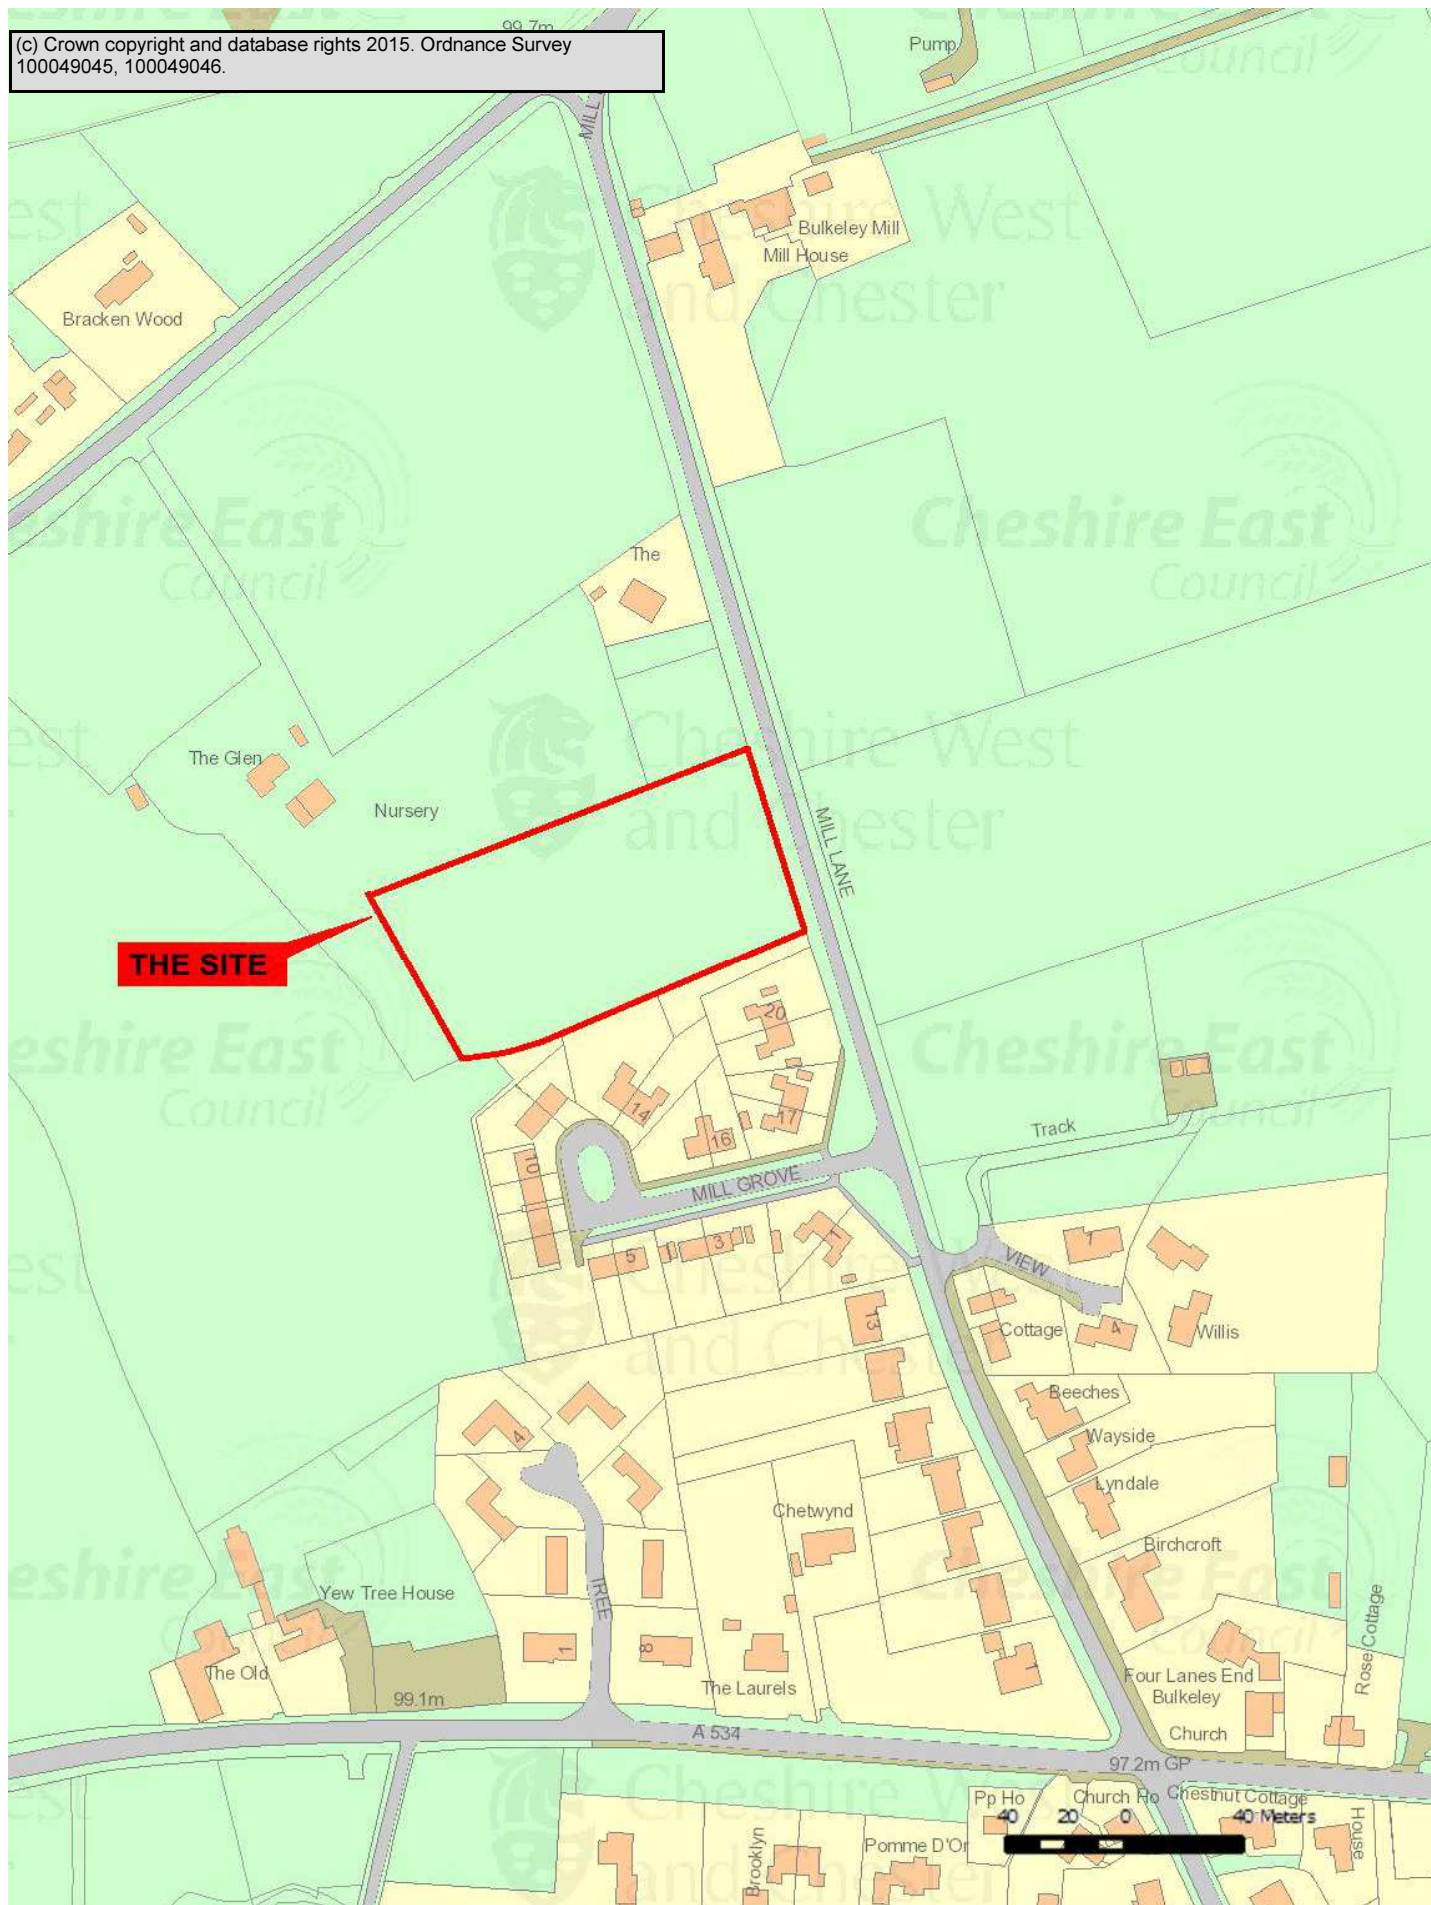 99.7m
(c) Crown copyright and database rights 2015. Ordnance Survey
100049045, 100049046.
Pump
MILL
Bulkeley Mill
Mill House
Bracken Wood
The
The Glen
Nursery
MILL LANE
THE SITE
20
14
17
16
10
Track
MILL GROVE
5
3
1
1
VIEW
13
Cottage
4
Willis
Beeches
Wayside
Lyndale
4
Chetwynd
Birchcroft
Yew Tree House
TREE
Rose Cottage
1
8
The Old
The Laurels
1
Four Lanes End
Bulkeley
99.1m
Church
A 534
97.2m GP
Pp Ho
Church Ho
Chestnut Cottage
40 20 0 40 Meters
House
Pomme D'Or
Brooklyn
Cheshire East
Council
Cheshire West
and Chester